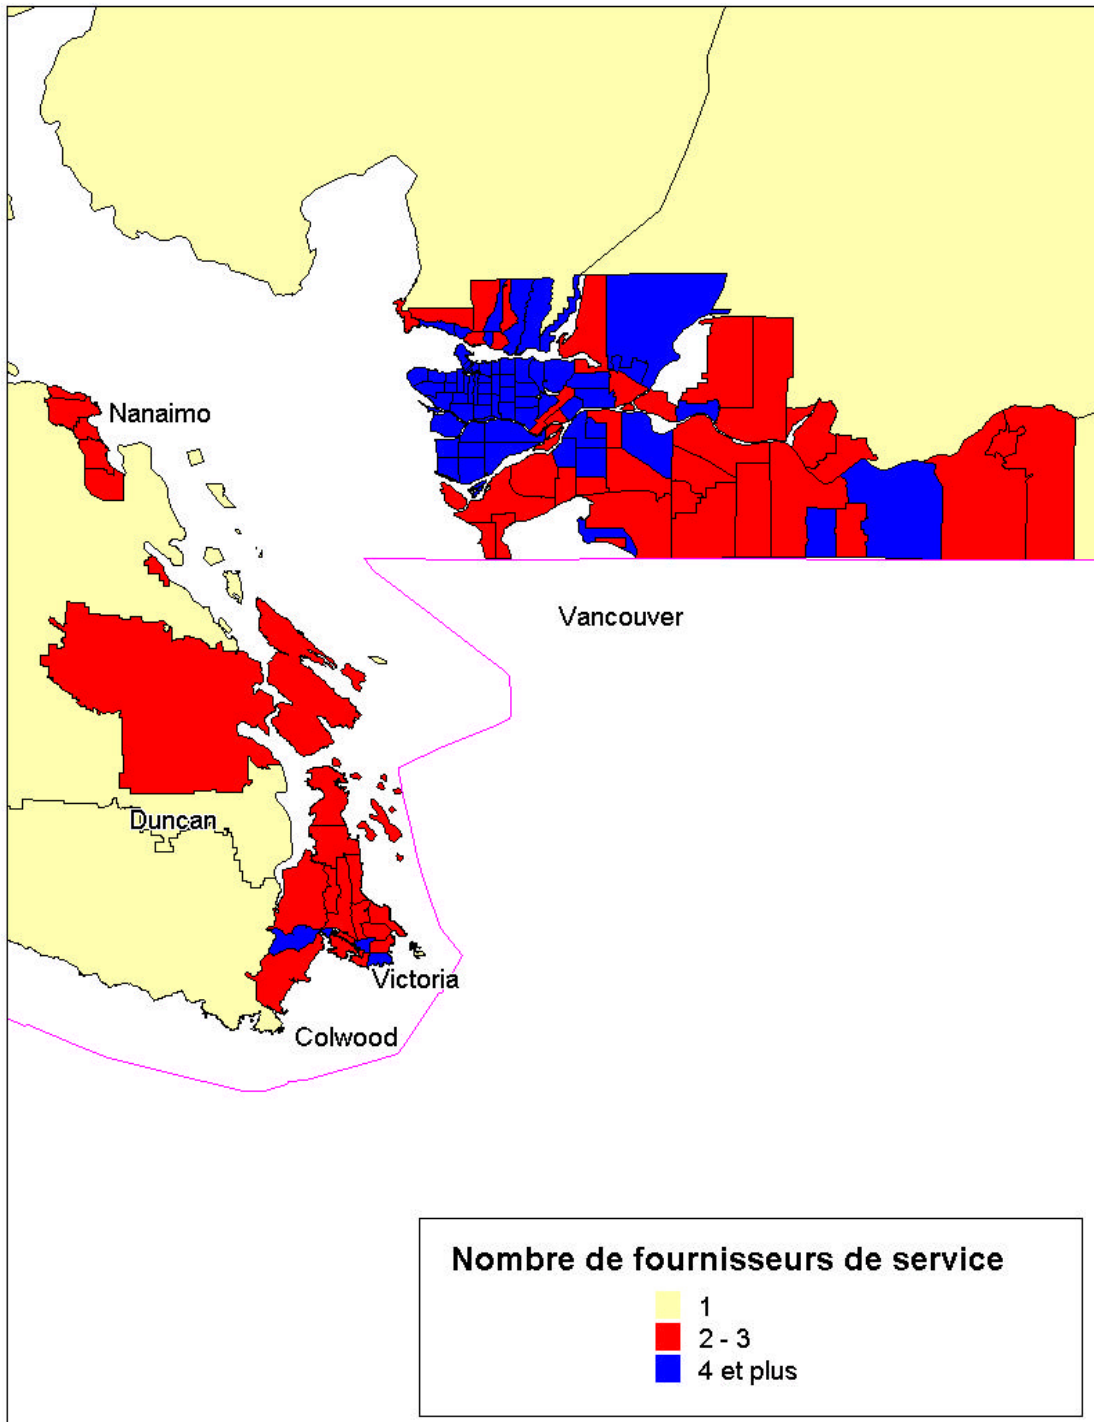 Nanaimo
Vancouver
Duncan
Victoria
Colwood
Nombre de fournisseurs de service
1
2 - 3
4 et plus